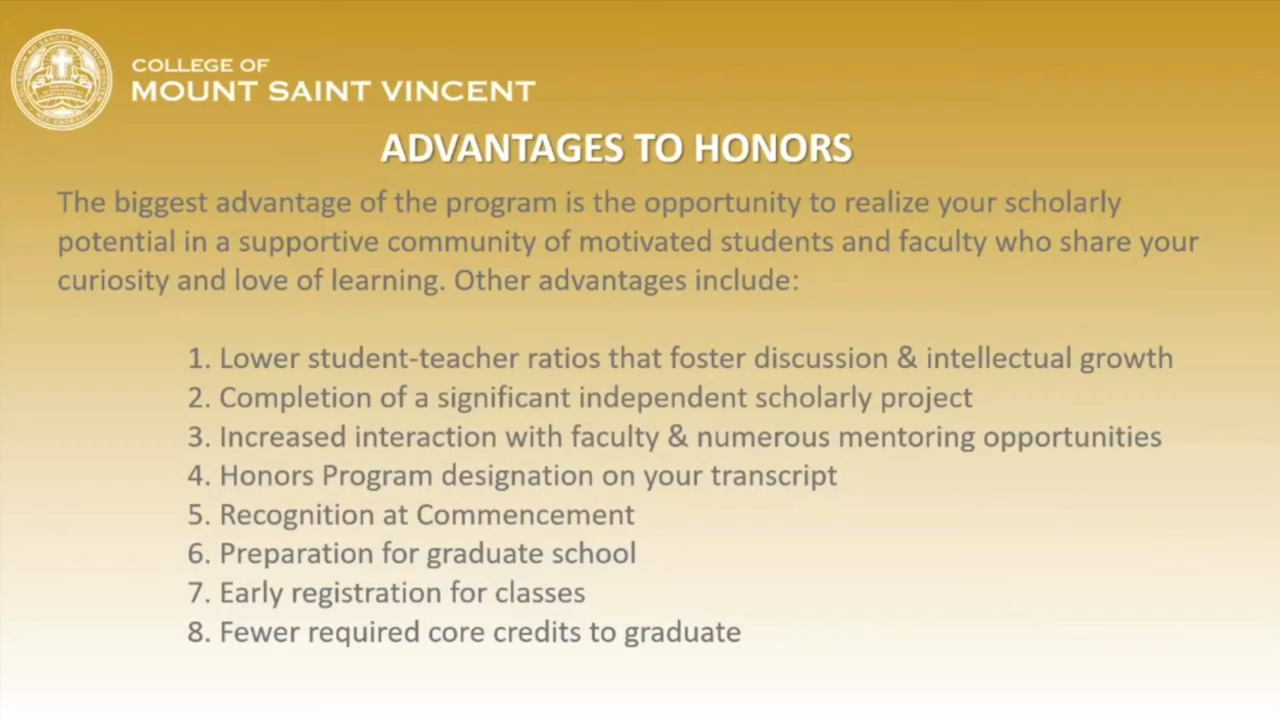 COLLEGE OF
MOUNT SAINT VINCENT
ADVANTAGES TO HONORS
The biggest advantage of the program is the opportunity to realize your scholarly
potential in a supportive community of motivated students and faculty who share your
curiosity and love of learning. Other advantages include:
1. Lower student-teacher ratios that foster discussion & intellectual growth
2. Completion of a significant independent scholarly project
3. Increased interaction with faculty & numerous mentoring opportunities
4. Honors Program designation on your transcript
5. Recognition at Commencement
6. Preparation for graduate school
7. Early registration for classes
8. Fewer required core credits to graduate